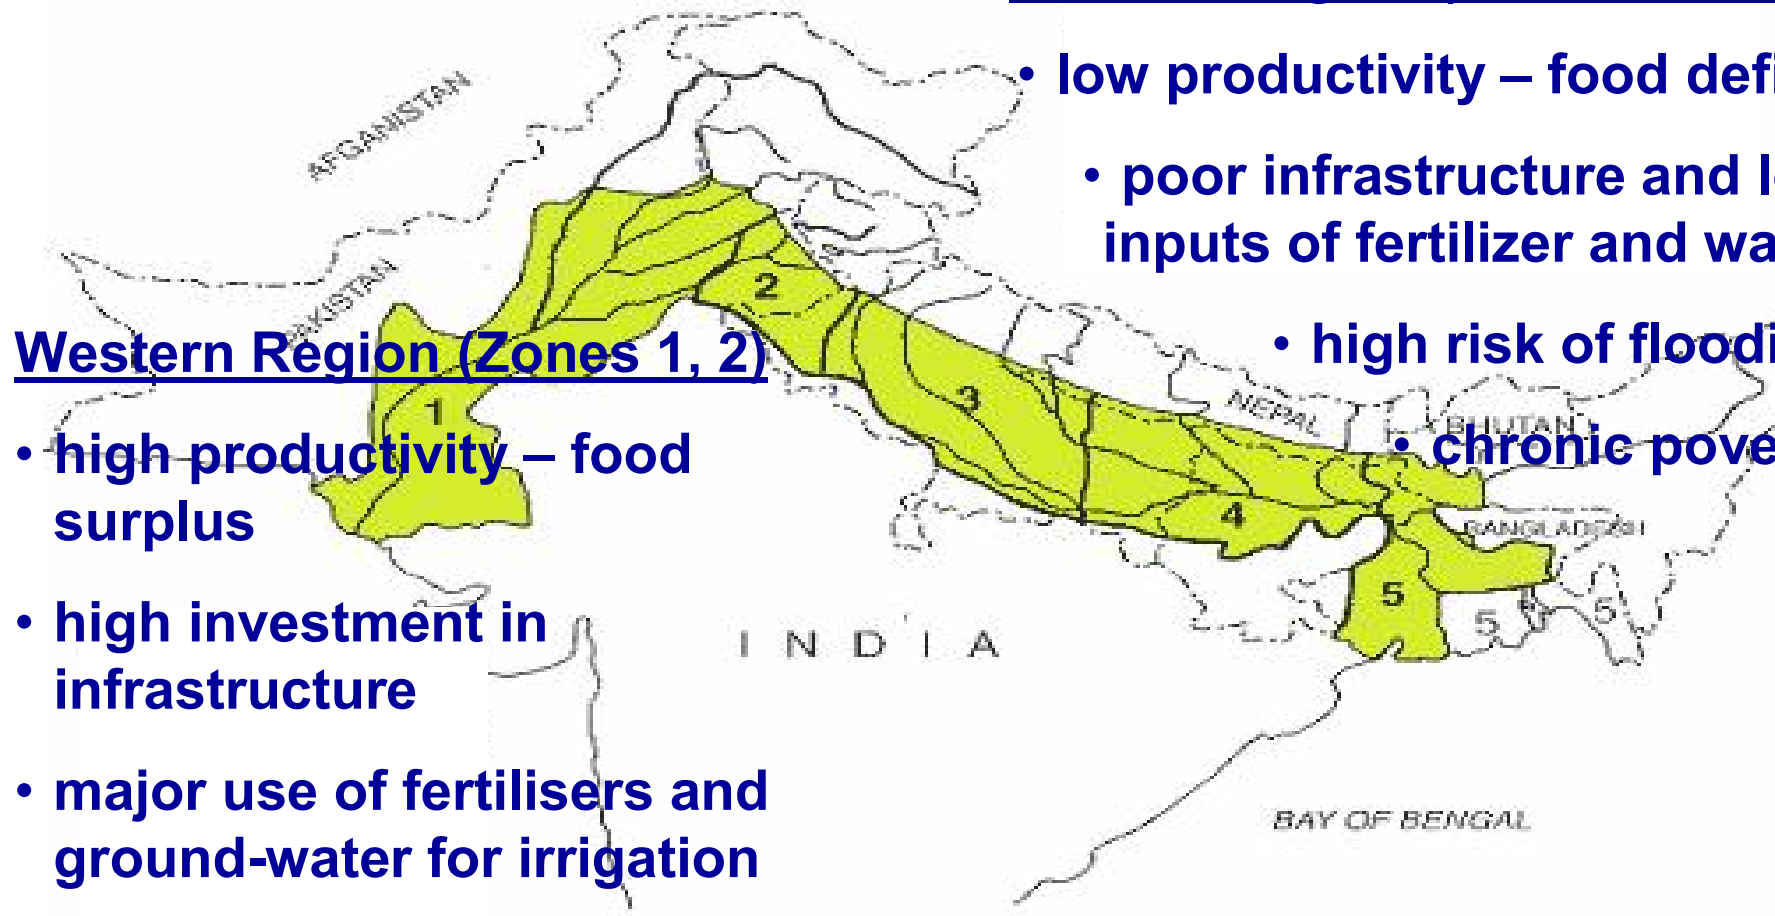 • low productivity – food defi
• poor infrastructure and l
inputs of fertilizer and wa
• high risk of floodi
• chronic pove
Western Region (Zones 1, 2)
• high productivity – food
surplus
• high investment in
infrastructure
• major use of fertilisers and
ground-water for irrigation
AFGANISTAN
PAKISTAN
NEPAL
BHUTAN
BANGLADESH
INDIA
BAY OF BENGAL
1
2
3
4
5
5
5